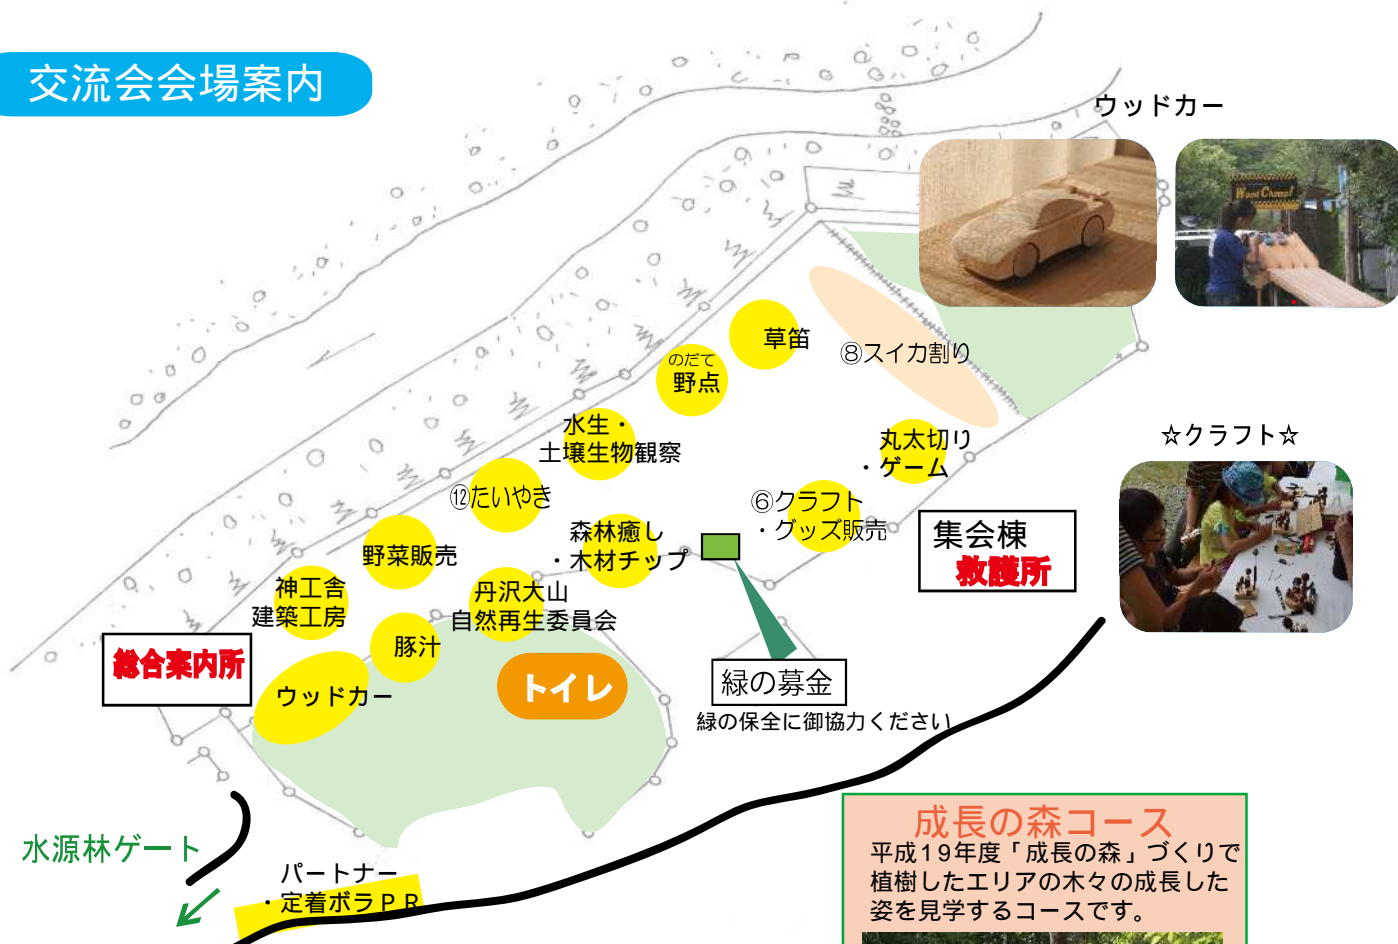 交流会会場案内
ウッドカー
Wood Champ!
草笛
のだて
野点
⑧スイカ割り
水生・
土壌生物観察
丸太切り
・ゲーム
☆クラフト☆
⑫たいやき
⑥クラフト
・グッズ販売
森林癒し
・木材チップ
集会棟
救護所
野菜販売
神工舎
建築工房
丹沢大山
自然再生委員会
豚汁
総合案内所
ウッドカー
トイレ
緑の募金
緑の保全に御協力ください
水源林ゲート
パートナー
・定着ボラPR
成長の森コース
平成19年度「成長の森」づくりで
植樹したエリアの木々の成長した
姿を見学するコースです。